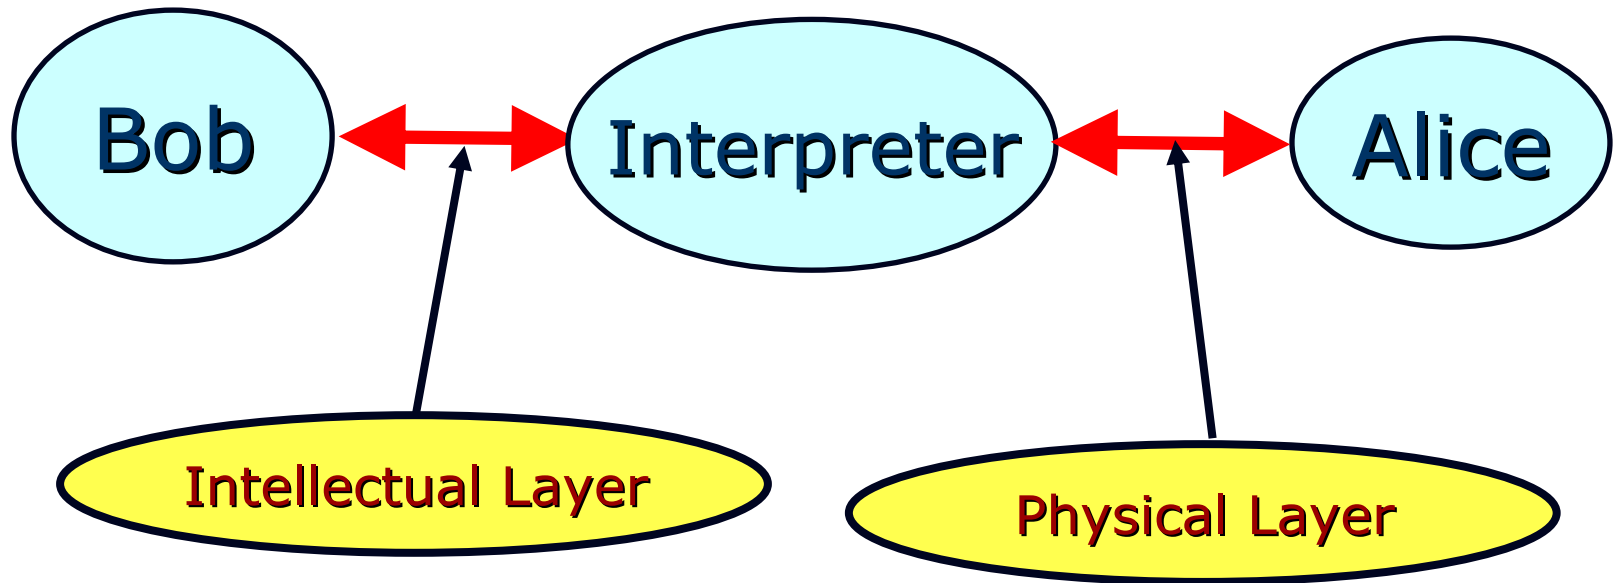 Bob
Interpreter
Alice
Intellectual Layer
Physical Layer